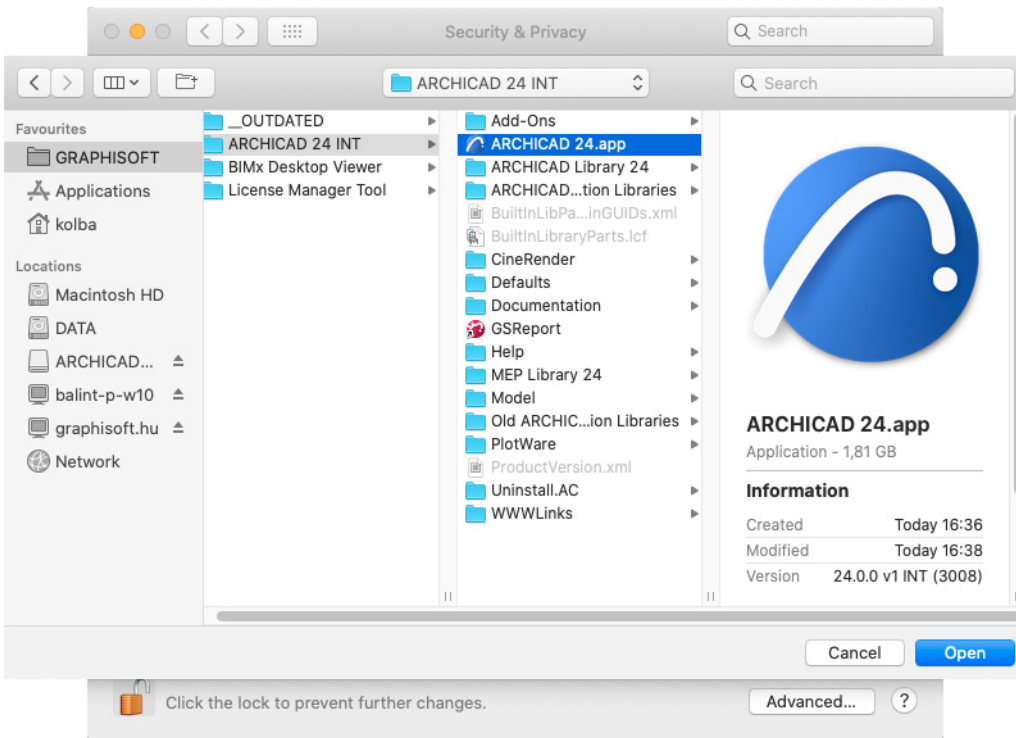 Security & Privacy
Search
ARCHICAD 24 INT
Search
Favourites
GRAPHISOFT
Applications
kolba
Locations
Macintosh HD
DATA
ARCHICAD...
balint-p-w10
graphisoft.hu
Network
__OUTDATED
ARCHICAD 24 INT
BIMx Desktop Viewer
License Manager Tool
Add-Ons
ARCHICAD 24.app
ARCHICAD Library 24
ARCHICAD...tion Libraries
BuiltInLibPa...inGUIDs.xml
BuiltInLibraryParts.lcf
CineRender
Defaults
Documentation
GSReport
Help
MEP Library 24
Model
Old ARCHIC...ion Libraries
PlotWare
ProductVersion.xml
Uninstall.AC
WWWLinks
ARCHICAD 24.app
Application - 1,81 GB
Information
Created Today 16:36
Modified Today 16:38
Version 24.0.0 v1 INT (3008)
Cancel
Open
Click the lock to prevent further changes.
Advanced...
?